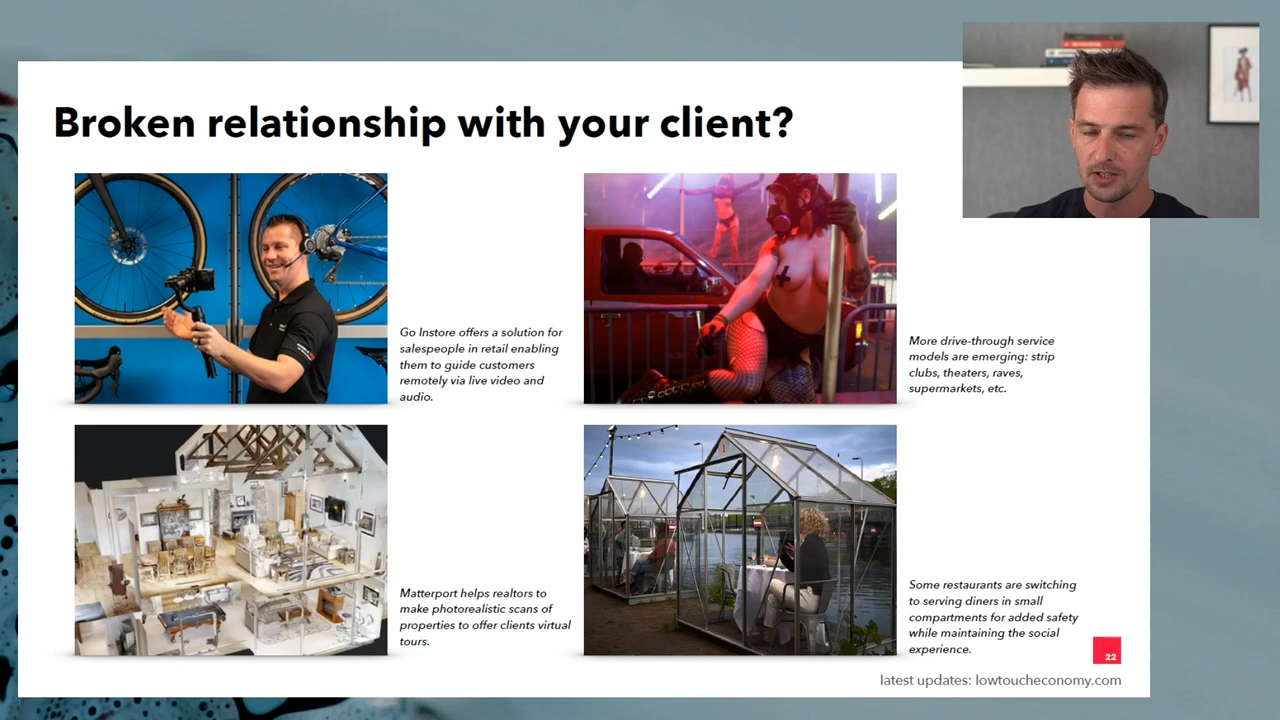 Broken relationship with your client?
Go Instore offers a solution for
salespeople in retail enabling
them to guide customers
remotely via live video and
audio.
More drive-through service
models are emerging: strip
clubs, theaters, raves,
supermarkets, etc.
Matterport helps realtors to
make photorealistic scans of
properties to offer clients virtual
tours.
Some restaurants are switching
to serving diners in small
compartments for added safety
while maintaining the social
experience.
22
latest updates: lowtoucheconomy.com